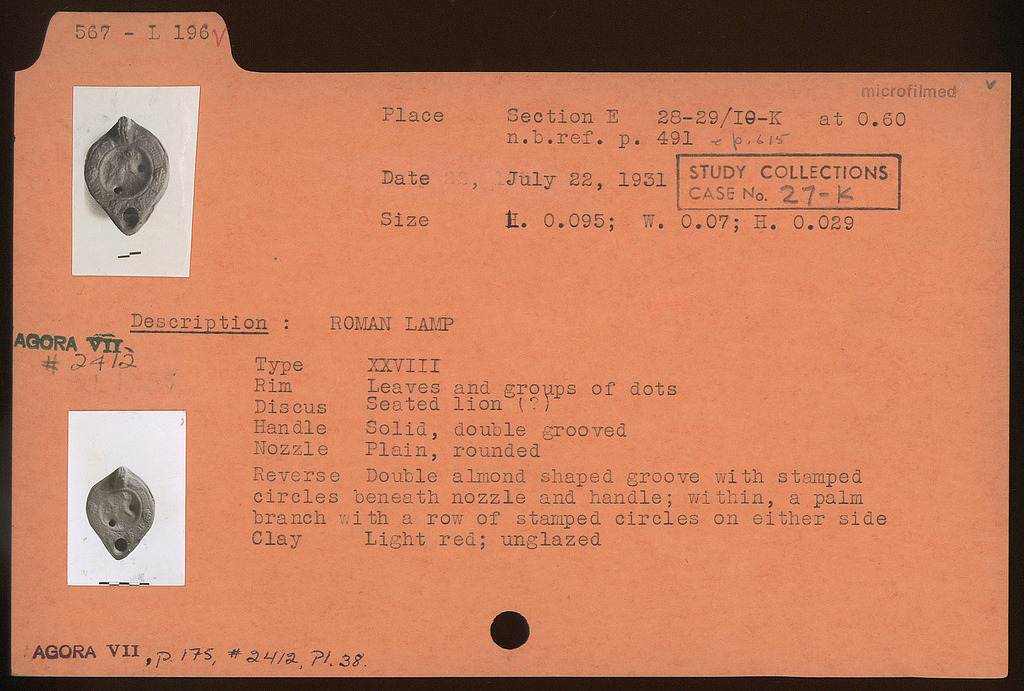 567 - L 196 V
microfilmed v
Place Section E 28-29/IΘ-K at 0.60
n.b.ref. p. 491 p. 615
Date July 22, 1931
STUDY COLLECTIONS
CASE No. 27-K
Size L. 0.095; W. 0.07; H. 0.029
Description : ROMAN LAMP
AGORA VII
# 2412
Type XXVIII
Rim Leaves and groups of dots
Discus Seated lion (?)
Handle Solid, double grooved
Nozzle Plain, rounded
Reverse Double almond shaped groove with stamped
circles beneath nozzle and handle; within, a palm
branch with a row of stamped circles on either side
Clay Light red; unglazed
AGORA VII, p. 175, # 2412, Pl. 38.